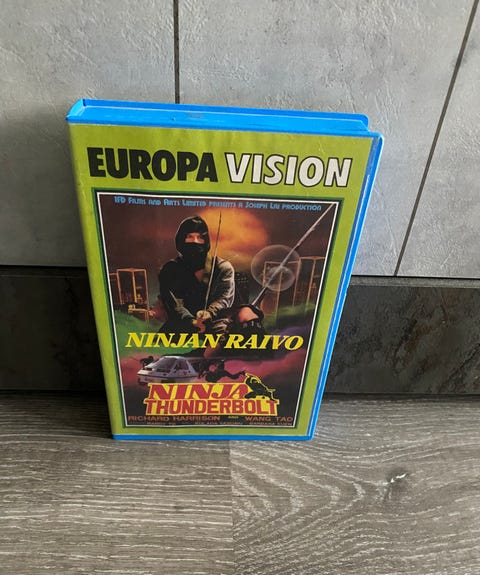 EUROPA VISION
IFD FILMS AND ARTS LIMITED PRESENTS A JOSEPH LAI PRODUCTION
NINJAN RAIVO
NINJA
THUNDERBOLT
RICHARD HARRISON AND WANG TAO